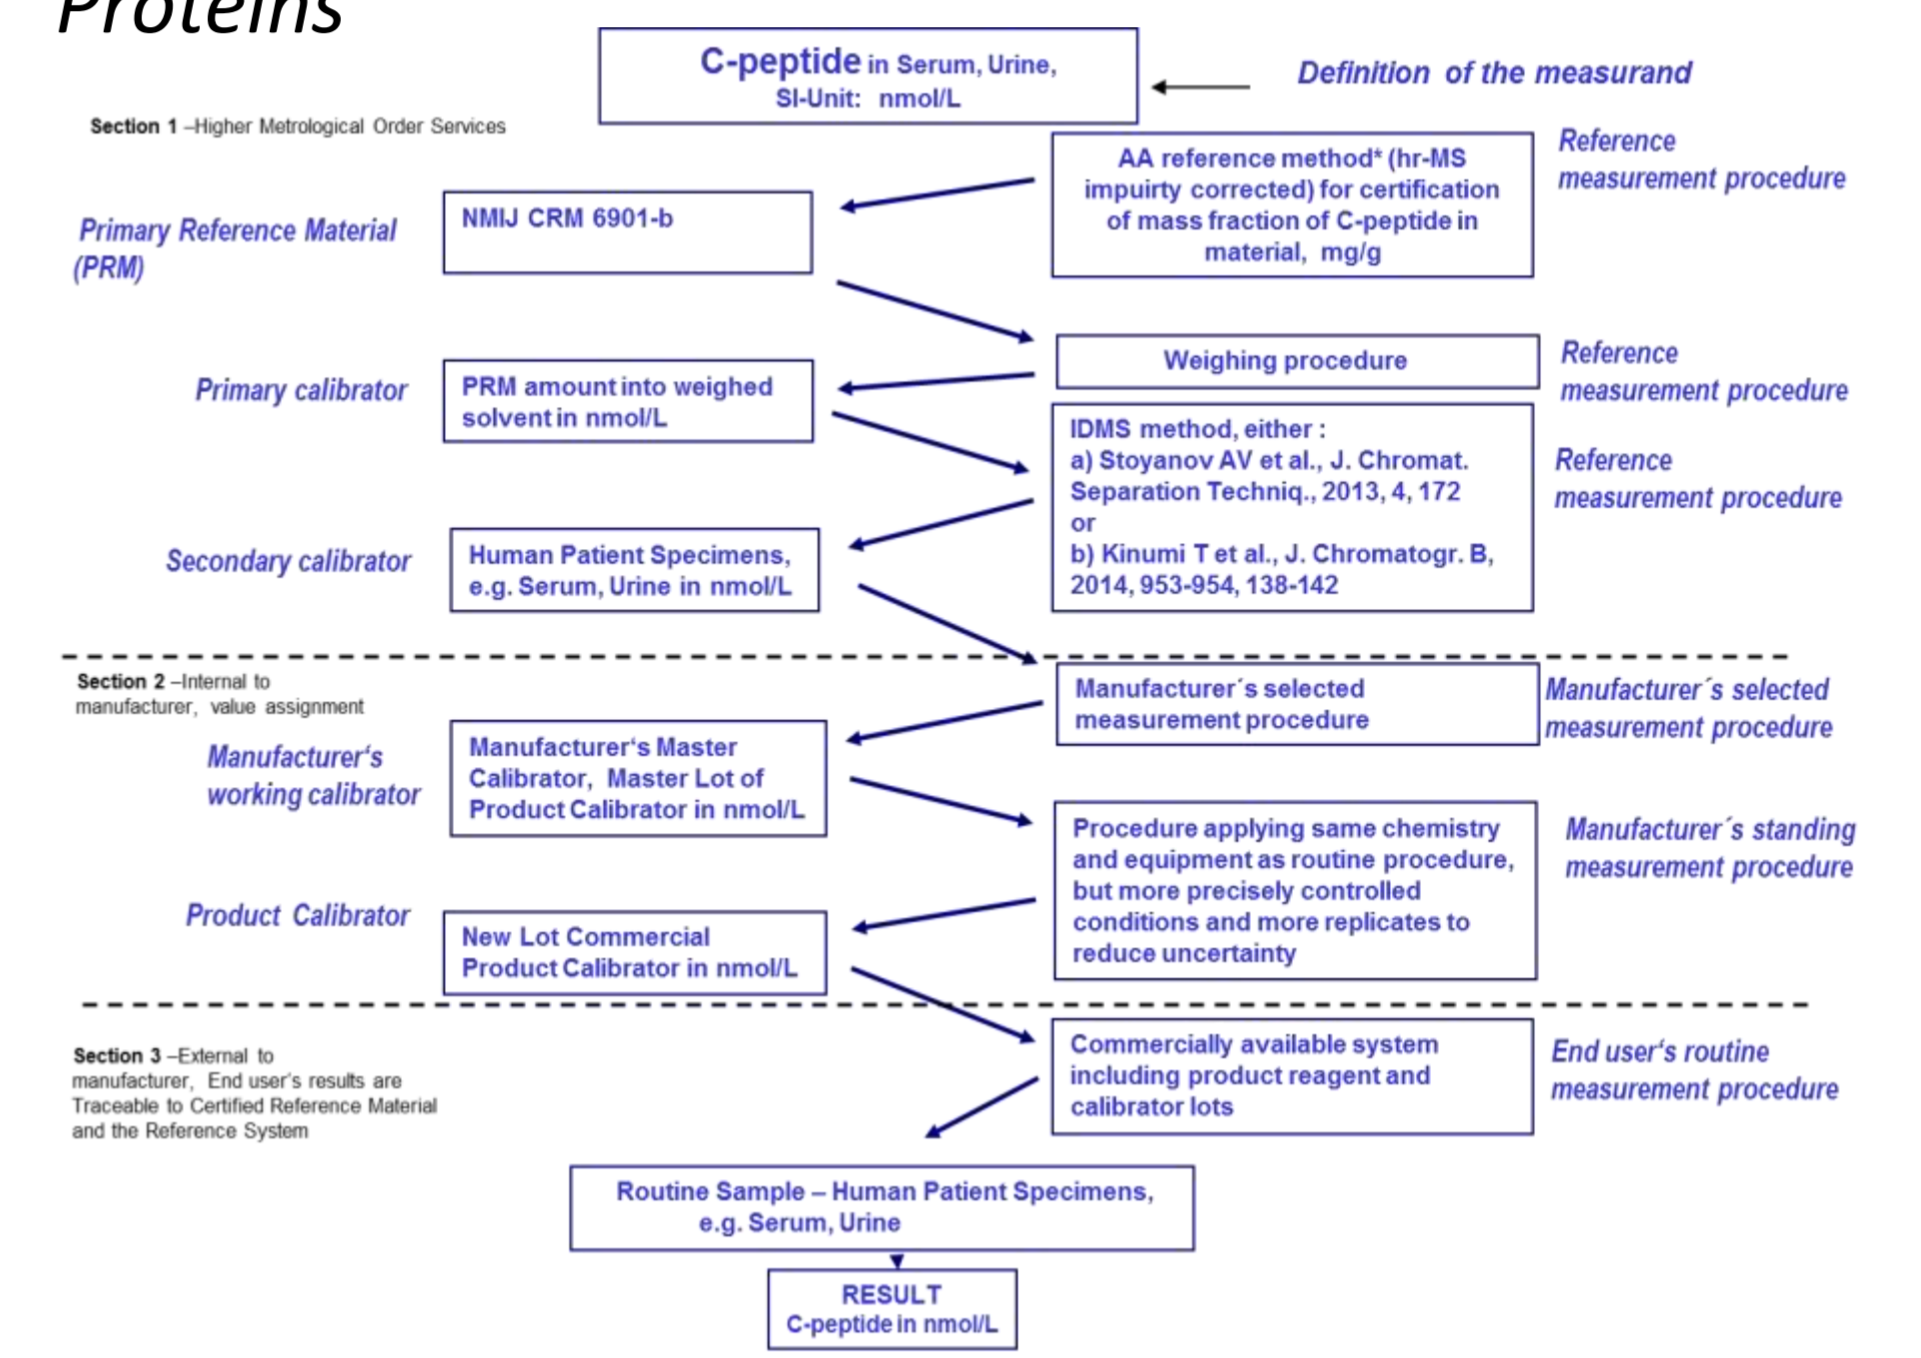 Proteins
C-peptide in Serum, Urine,
SI-Unit: nmol/L
Definition of the measurand
Section 1 –Higher Metrological Order Services
AA reference method* (hr-MS
impuirty corrected) for certification
of mass fraction of C-peptide in
material, mg/g
Reference
measurement procedure
Primary Reference Material
(PRM)
NMIJ CRM 6901-b
Weighing procedure
Reference
measurement procedure
Primary calibrator
PRM amount into weighed
solvent in nmol/L
IDMS method, either :
a) Stoyanov AV et al., J. Chromat.
Separation Techniq., 2013, 4, 172
or
b) Kinumi T et al., J. Chromatogr. B,
2014, 953-954, 138-142
Reference
measurement procedure
Secondary calibrator
Human Patient Specimens,
e.g. Serum, Urine in nmol/L
Section 2 –Internal to
manufacturer, value assignment
Manufacturer´s selected
measurement procedure
Manufacturer´s selected
measurement procedure
Manufacturer‘s
working calibrator
Manufacturer‘s Master
Calibrator, Master Lot of
Product Calibrator in nmol/L
Procedure applying same chemistry
and equipment as routine procedure,
but more precisely controlled
conditions and more replicates to
reduce uncertainty
Manufacturer´s standing
measurement procedure
Product Calibrator
New Lot Commercial
Product Calibrator in nmol/L
Section 3 –External to
manufacturer, End user's results are
Traceable to Certified Reference Material
and the Reference System
Commercially available system
including product reagent and
calibrator lots
End user‘s routine
measurement procedure
Routine Sample – Human Patient Specimens,
e.g. Serum, Urine
RESULT
C-peptide in nmol/L